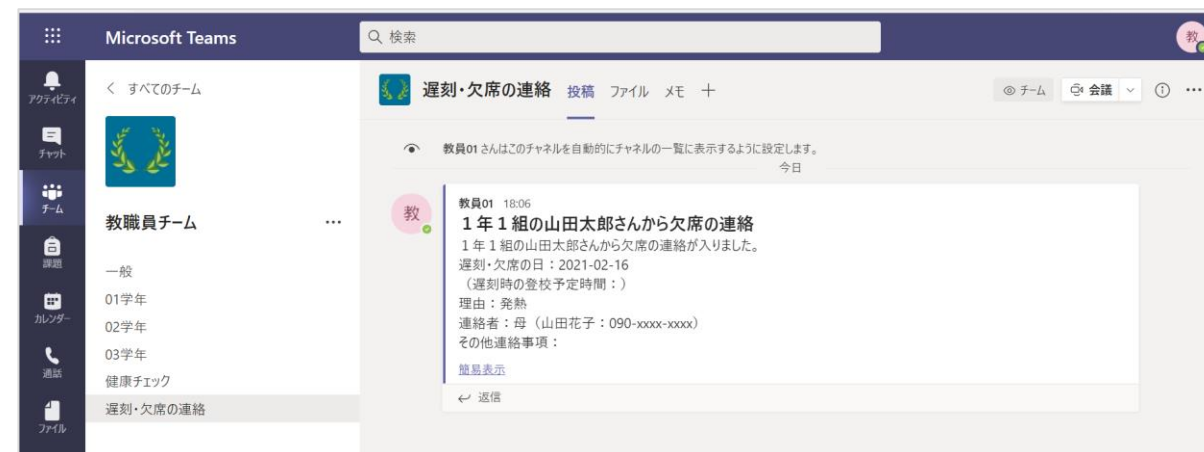 Microsoft Teams
検索
教
アクティビティ
チャット
チーム
課題
カレンダー
通話
ファイル
すべてのチーム
教職員チーム
一般
01学年
02学年
03学年
健康チェック
遅刻・欠席の連絡
遅刻・欠席の連絡 投稿 ファイル メモ
チーム 会議
教員01 さんはこのチャネルを自動的にチャネルの一覧に表示するように設定します。
今日
教
教員01 18:06
1年1組の山田太郎さんから欠席の連絡
1年1組の山田太郎さんから欠席の連絡が入りました。
遅刻・欠席の日：2021-02-16
（遅刻時の登校予定時間：）
理由：発熱
連絡者：母（山田花子：090-xxxx-xxxx）
その他連絡事項：
簡易表示
返信